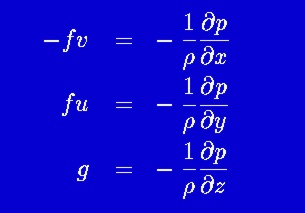 −fv = − 1/ρ ∂p/∂x
fu = − 1/ρ ∂p/∂y
g = − 1/ρ ∂p/∂z